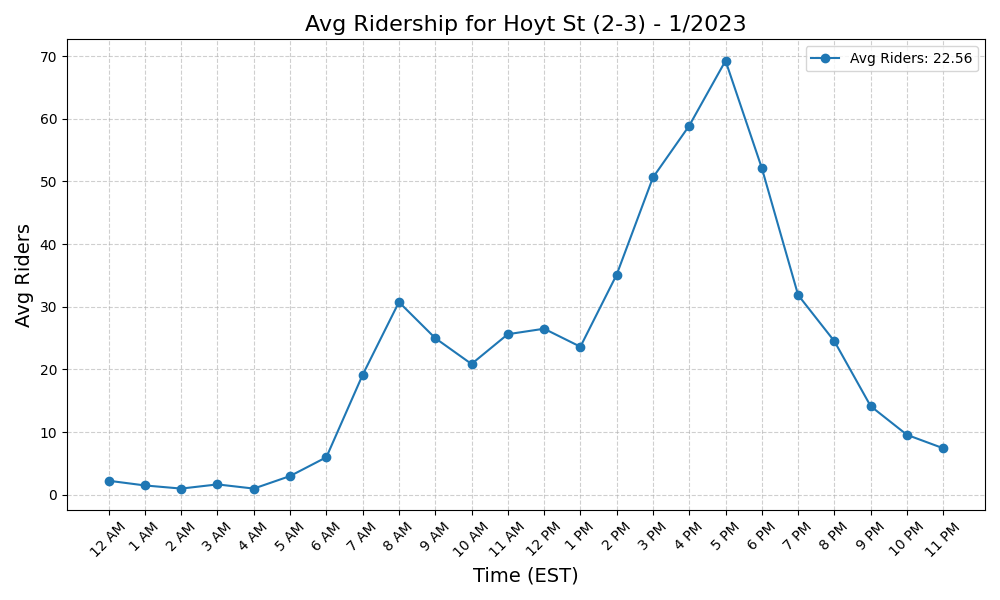 Avg Ridership for Hoyt St (2-3) - 1/2023
Avg Riders: 22.56
Avg Riders
70
60
50
40
30
20
10
0
12 AM
1 AM
2 AM
3 AM
4 AM
5 AM
6 AM
7 AM
8 AM
9 AM
10 AM
11 AM
12 PM
1 PM
2 PM
3 PM
4 PM
5 PM
6 PM
7 PM
8 PM
9 PM
10 PM
11 PM
Time (EST)